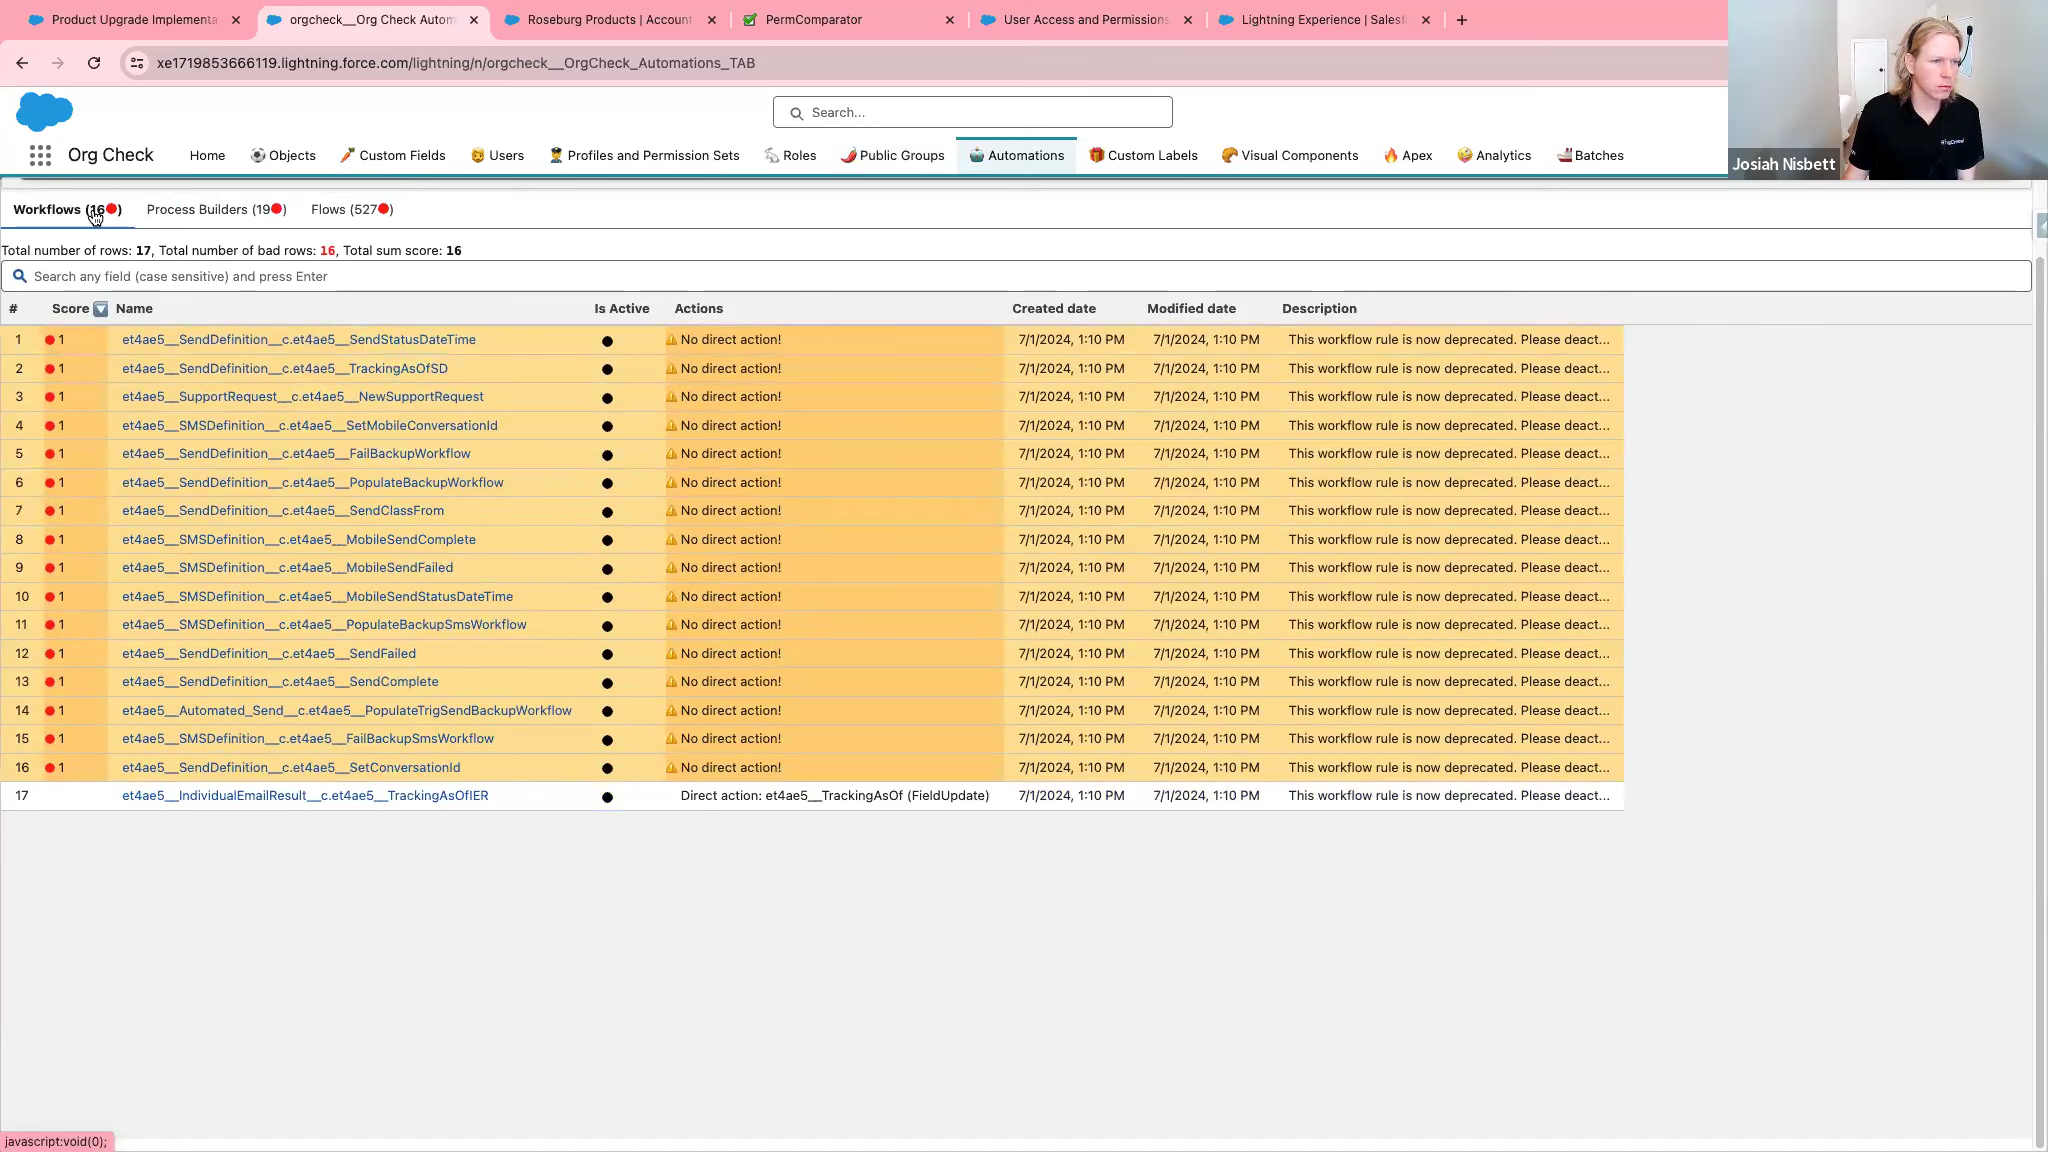 Product Upgrade Implementa
orgcheck__Org Check Autom
Roseburg Products | Account
PermComparator
User Access and Permissions
Lightning Experience | Salesf
xe1719853666119.lightning.force.com/lightning/n/orgcheck__OrgCheck_Automations_TAB
Search...
Org Check Home Objects Custom Fields Users Profiles and Permission Sets Roles Public Groups Automations Custom Labels Visual Components Apex Analytics Batches
Josiah Nisbett
Workflows (16) Process Builders (19) Flows (527)
Total number of rows: 17, Total number of bad rows: 16, Total sum score: 16
Search any field (case sensitive) and press Enter
# Score Name Is Active Actions Created date Modified date Description
1 1 et4ae5__SendDefinition__c.et4ae5__SendStatusDateTime No direct action! 7/1/2024, 1:10 PM 7/1/2024, 1:10 PM This workflow rule is now deprecated. Please deact...
2 1 et4ae5__SendDefinition__c.et4ae5__TrackingAsOfSD No direct action! 7/1/2024, 1:10 PM 7/1/2024, 1:10 PM This workflow rule is now deprecated. Please deact...
3 1 et4ae5__SupportRequest__c.et4ae5__NewSupportRequest No direct action! 7/1/2024, 1:10 PM 7/1/2024, 1:10 PM This workflow rule is now deprecated. Please deact...
4 1 et4ae5__SMSDefinition__c.et4ae5__SetMobileConversationId No direct action! 7/1/2024, 1:10 PM 7/1/2024, 1:10 PM This workflow rule is now deprecated. Please deact...
5 1 et4ae5__SendDefinition__c.et4ae5__FailBackupWorkflow No direct action! 7/1/2024, 1:10 PM 7/1/2024, 1:10 PM This workflow rule is now deprecated. Please deact...
6 1 et4ae5__SendDefinition__c.et4ae5__PopulateBackupWorkflow No direct action! 7/1/2024, 1:10 PM 7/1/2024, 1:10 PM This workflow rule is now deprecated. Please deact...
7 1 et4ae5__SendDefinition__c.et4ae5__SendClassFrom No direct action! 7/1/2024, 1:10 PM 7/1/2024, 1:10 PM This workflow rule is now deprecated. Please deact...
8 1 et4ae5__SMSDefinition__c.et4ae5__MobileSendComplete No direct action! 7/1/2024, 1:10 PM 7/1/2024, 1:10 PM This workflow rule is now deprecated. Please deact...
9 1 et4ae5__SMSDefinition__c.et4ae5__MobileSendFailed No direct action! 7/1/2024, 1:10 PM 7/1/2024, 1:10 PM This workflow rule is now deprecated. Please deact...
10 1 et4ae5__SMSDefinition__c.et4ae5__MobileSendStatusDateTime No direct action! 7/1/2024, 1:10 PM 7/1/2024, 1:10 PM This workflow rule is now deprecated. Please deact...
11 1 et4ae5__SMSDefinition__c.et4ae5__PopulateBackupSmsWorkflow No direct action! 7/1/2024, 1:10 PM 7/1/2024, 1:10 PM This workflow rule is now deprecated. Please deact...
12 1 et4ae5__SendDefinition__c.et4ae5__SendFailed No direct action! 7/1/2024, 1:10 PM 7/1/2024, 1:10 PM This workflow rule is now deprecated. Please deact...
13 1 et4ae5__SendDefinition__c.et4ae5__SendComplete No direct action! 7/1/2024, 1:10 PM 7/1/2024, 1:10 PM This workflow rule is now deprecated. Please deact...
14 1 et4ae5__Automated_Send__c.et4ae5__PopulateTrigSendBackupWorkflow No direct action! 7/1/2024, 1:10 PM 7/1/2024, 1:10 PM This workflow rule is now deprecated. Please deact...
15 1 et4ae5__SMSDefinition__c.et4ae5__FailBackupSmsWorkflow No direct action! 7/1/2024, 1:10 PM 7/1/2024, 1:10 PM This workflow rule is now deprecated. Please deact...
16 1 et4ae5__SendDefinition__c.et4ae5__SetConversationId No direct action! 7/1/2024, 1:10 PM 7/1/2024, 1:10 PM This workflow rule is now deprecated. Please deact...
17 et4ae5__IndividualEmailResult__c.et4ae5__TrackingAsOfIER Direct action: et4ae5__TrackingAsOf (FieldUpdate) 7/1/2024, 1:10 PM 7/1/2024, 1:10 PM This workflow rule is now deprecated. Please deact...
javascript:void(0);